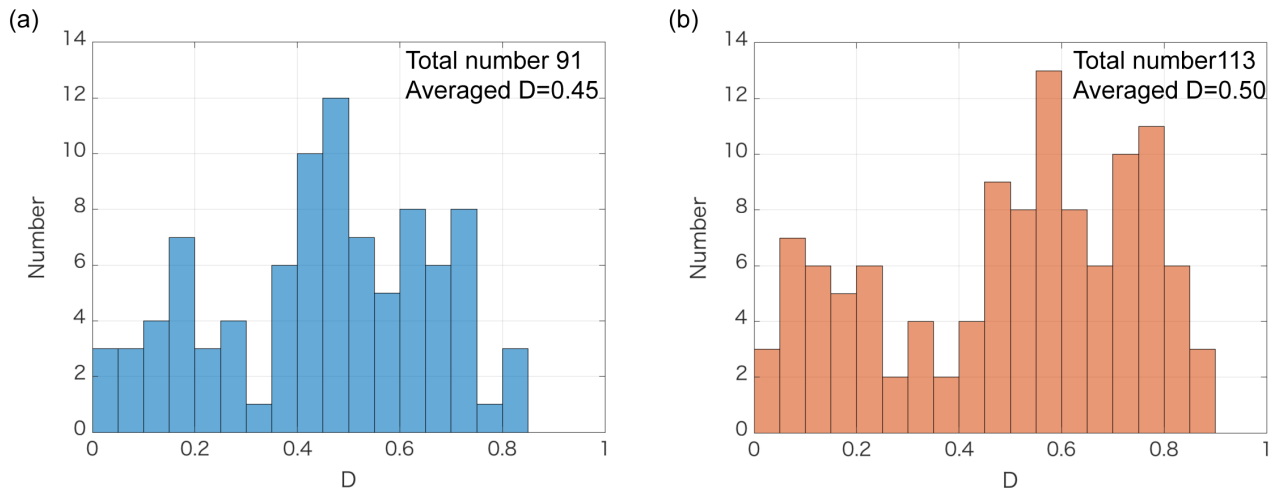 (a)
Total number 91
Averaged D=0.45
14
12
10
8
6
4
2
0
Number
0 0.2 0.4 0.6 0.8 1
D
(b)
Total number113
Averaged D=0.50
14
12
10
8
6
4
2
0
Number
0 0.2 0.4 0.6 0.8 1
D